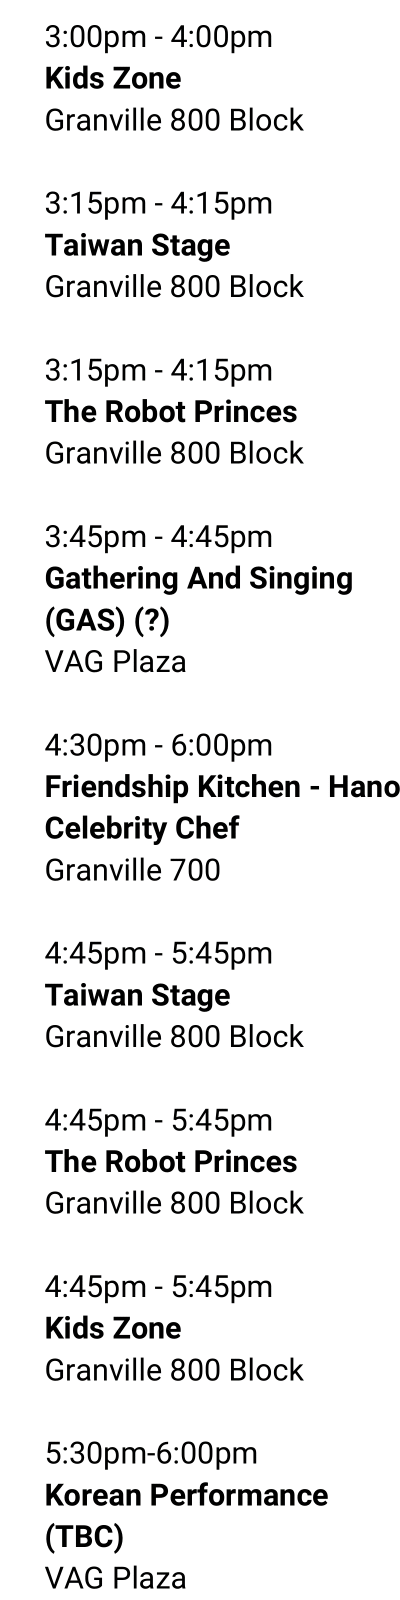 3:00pm - 4:00pm
Kids Zone
Granville 800 Block
3:15pm - 4:15pm
Taiwan Stage
Granville 800 Block
3:15pm - 4:15pm
The Robot Princes
Granville 800 Block
3:45pm - 4:45pm
Gathering And Singing
(GAS) (?)
VAG Plaza
4:30pm - 6:00pm
Friendship Kitchen - Hano
Celebrity Chef
Granville 700
4:45pm - 5:45pm
Taiwan Stage
Granville 800 Block
4:45pm - 5:45pm
The Robot Princes
Granville 800 Block
4:45pm - 5:45pm
Kids Zone
Granville 800 Block
5:30pm-6:00pm
Korean Performance
(TBC)
VAG Plaza